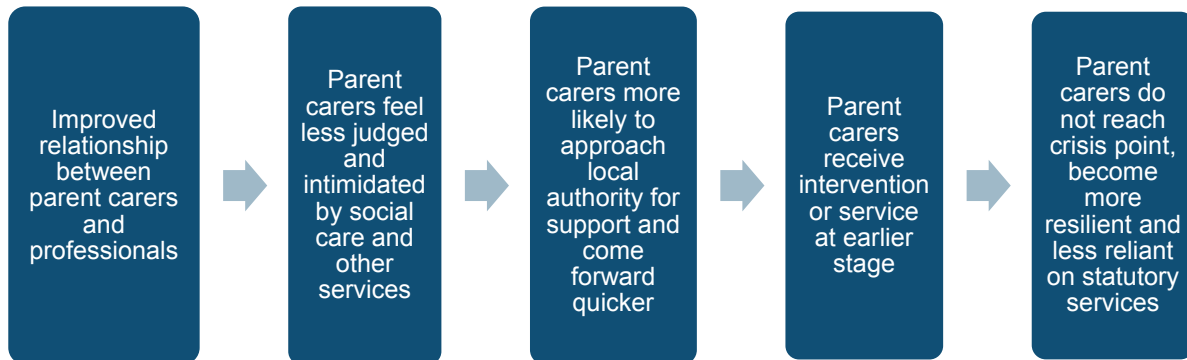 Improved
relationship
between
parent carers
and
professionals
Parent
carers feel
less judged
and
intimidated
by social
care and
other
services
Parent
carers more
likely to
approach
local
authority for
support and
come
forward
quicker
Parent
carers
receive
intervention
or service
at earlier
stage
Parent
carers do
not reach
crisis point,
become
more
resilient and
less reliant
on statutory
services